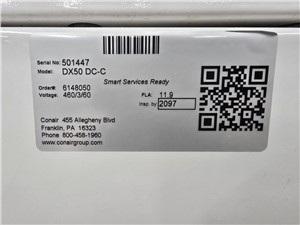 Serial No: 501447
Model: DX50 DC-C
Smart Services Ready
Order#: 6148050
Voltage: 460/3/60
FLA: 11.9
Insp. by 2097
Conair 455 Allegheny Blvd
Franklin, PA 16323
Phone 800-458-1960
www.conairgroup.com